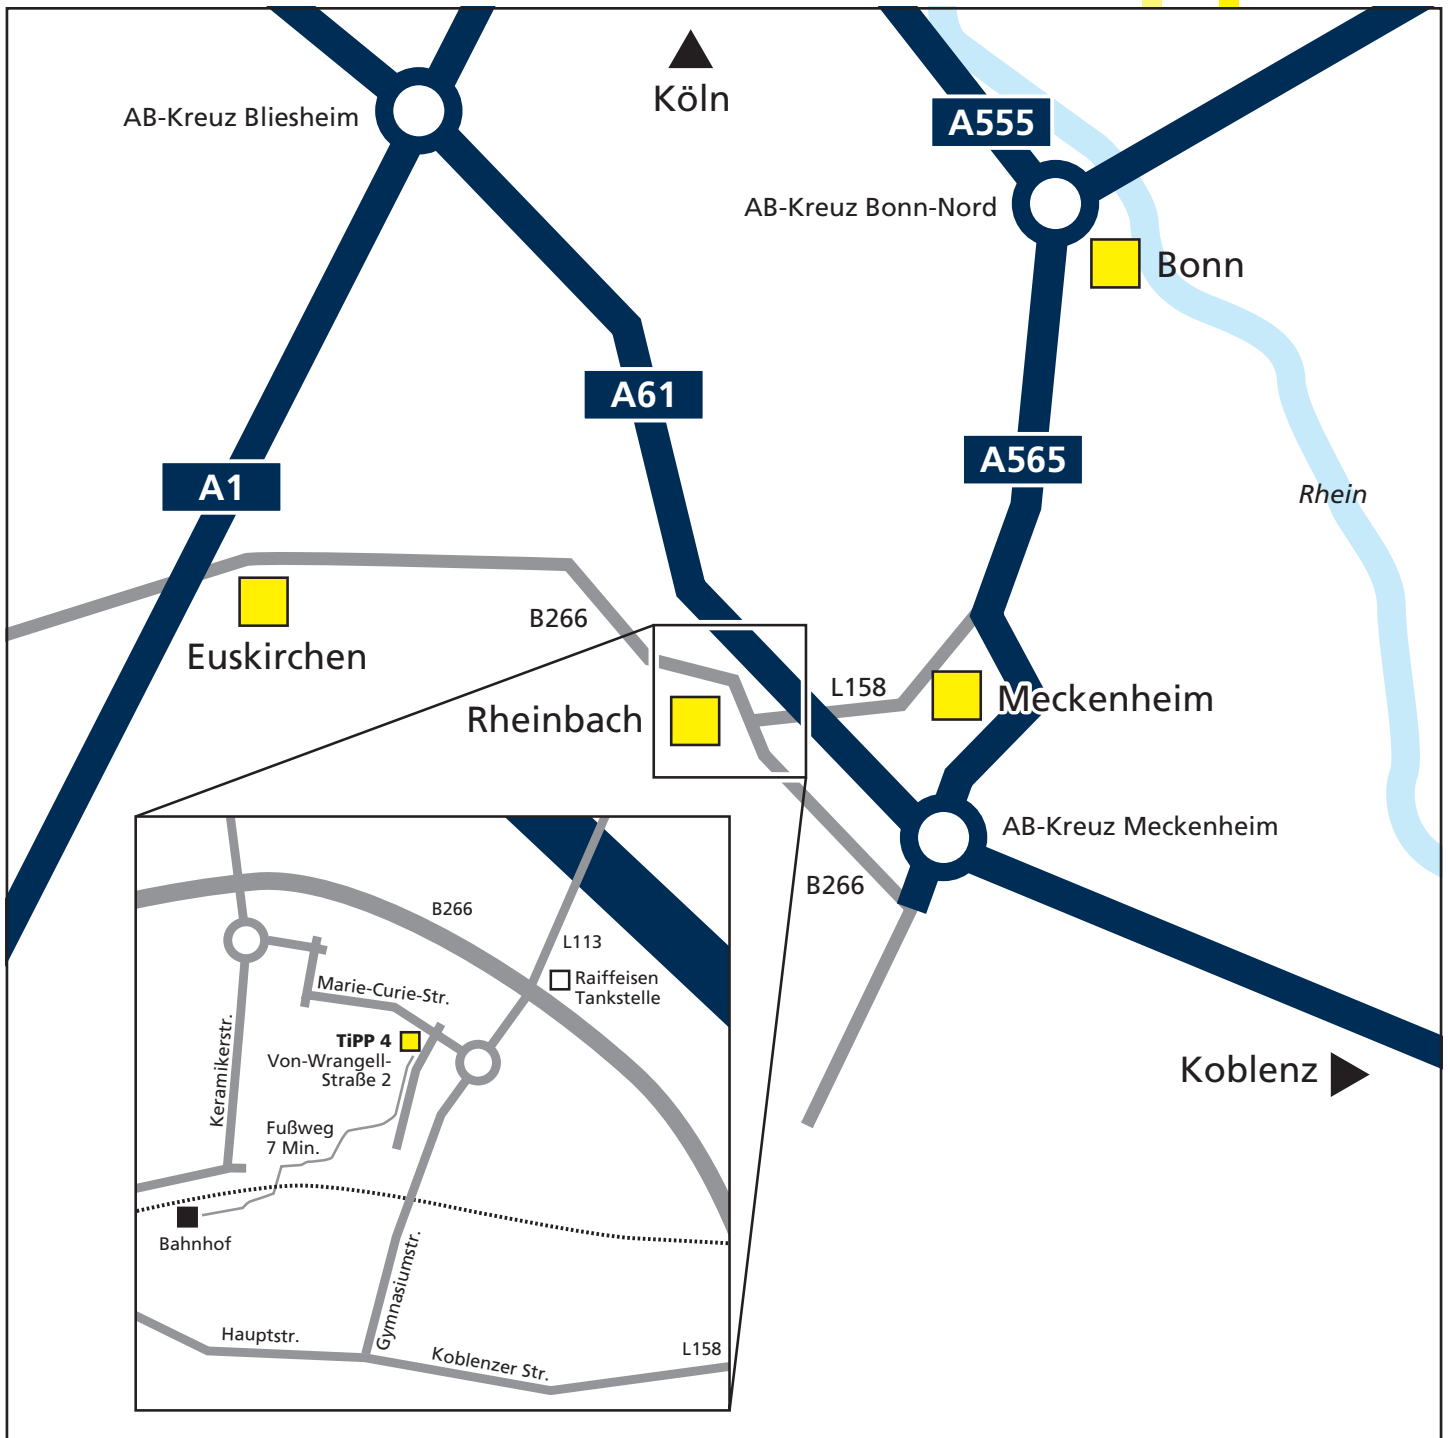 Köln
AB-Kreuz Bliesheim
A555
AB-Kreuz Bonn-Nord
Bonn
A61
A565
A1
Rhein
B266
Euskirchen
L158
Meckenheim
Rheinbach
AB-Kreuz Meckenheim
B266
Koblenz
B266
L113
Raiffeisen
Tankstelle
Marie-Curie-Str.
TiPP 4
Von-Wrangell-
Straße 2
Keramikerstr.
Fußweg
7 Min.
Bahnhof
Gymnasiumstr.
Hauptstr.
Koblenzer Str.
L158